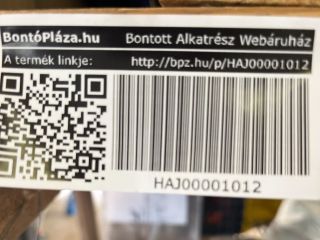 BontóPláza.hu Bontott Alkatrész Webáruház
A termék linkje: http://bpz.hu/p/HAJ00001012
HAJ00001012